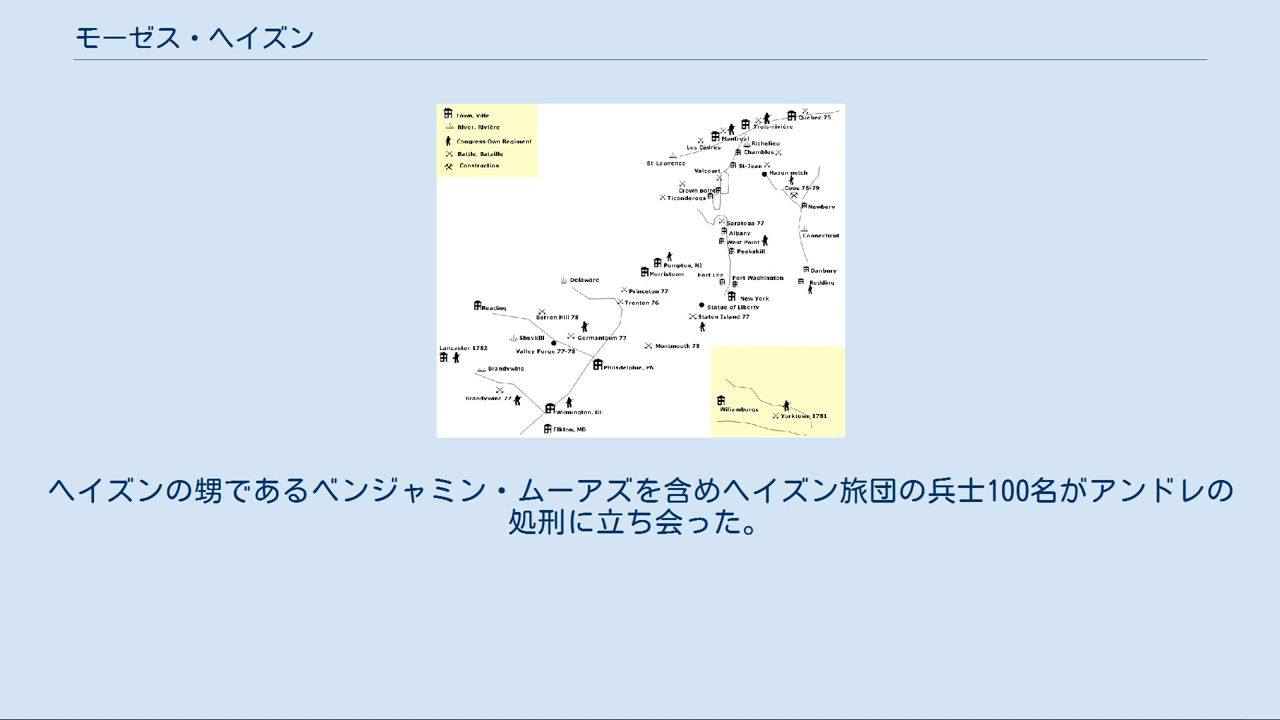 モーゼス・ヘイズン
Town, Ville
River, Rivière
Congress Own Regiment
Battle, Bataille
Construction
Quebec 75
Trois-rivière
Montreal
Les Cedres
Richelieu
Chamblee
St-Lawrence
St-Jean
Valcourt
Hazen notch
Coos 78-79
Crown point
Ticonderoga
Newbury
Saratoga 77
Albany
West Point
Connecticut
Peekskill
Pompton, NJ
Morristown
Fort Lee
Fort Washington
Danbury
Redding
Delaware
Princeton 77
New York
Trenton 76
Statue of Liberty
Reading
Barren Hill 78
Staten Island 77
Shuykill
Germantown 77
Monmouth 78
Lancaster 1782
Valley Forge 77-78
Brandywine
Philadelphie, PA
Brandywine 77
Wilmington, DE
Williamburgs
Yorktown 1781
Elkton, MD
ヘイズンの甥であるベンジャミン・ムーアズを含めヘイズン旅団の兵士100名がアンドレの
処刑に立ち会った。